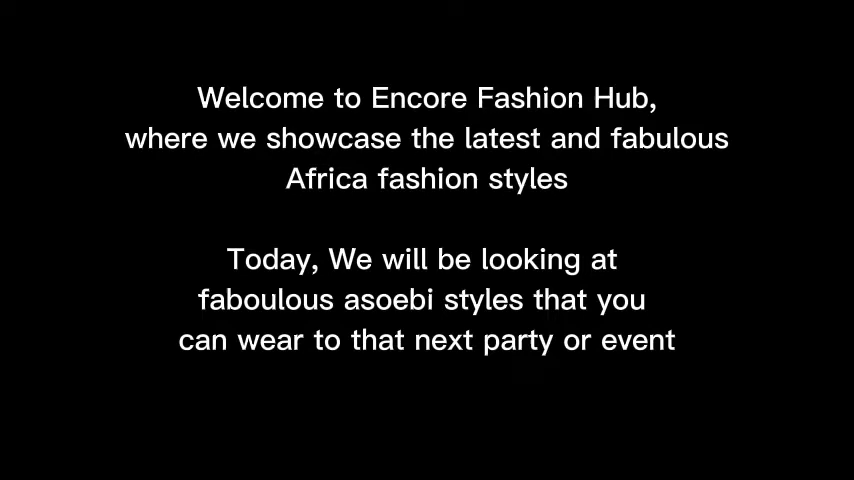 Welcome to Encore Fashion Hub,
where we showcase the latest and fabulous
Africa fashion styles
Today, We will be looking at
faboulous asoebi styles that you
can wear to that next party or event